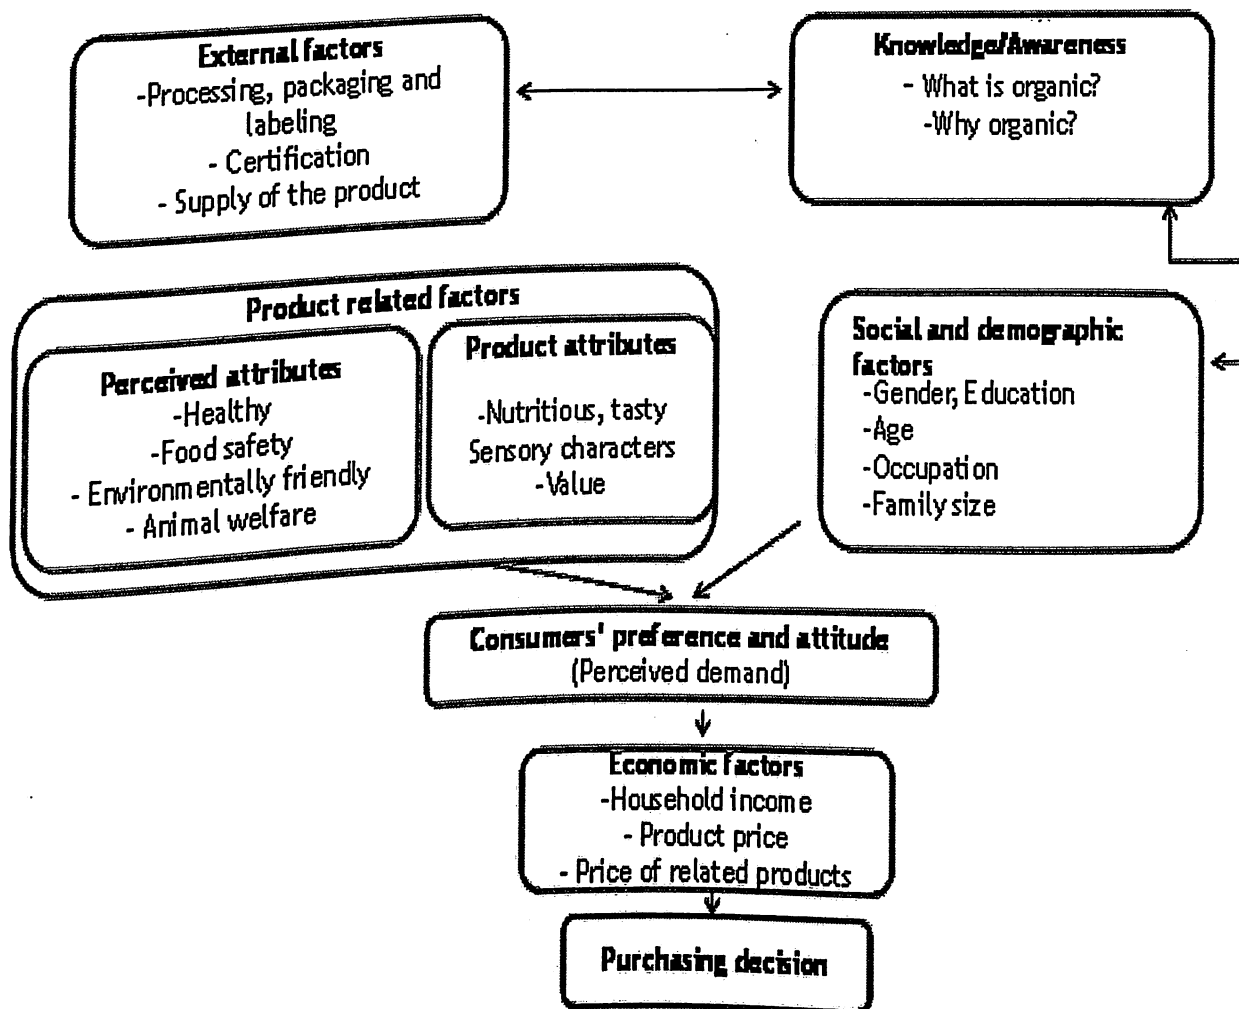 External factors
-Processing, packaging and
labeling
- Certification
- Supply of the product
Knowledge/Awareness
- What is organic?
-Why organic?
Product related factors
Perceived attributes
-Healthy
-Food safety
- Environmentally friendly
- Animal welfare
Product attributes
-Nutritious, tasty
Sensory characters
-Value
Social and demographic
factors
-Gender, Education
-Age
-Occupation
-Family size
Consumers' preference and attitude
(Perceived demand)
Economic factors
-Household income
- Product price
- Price of related products
Purchasing decision